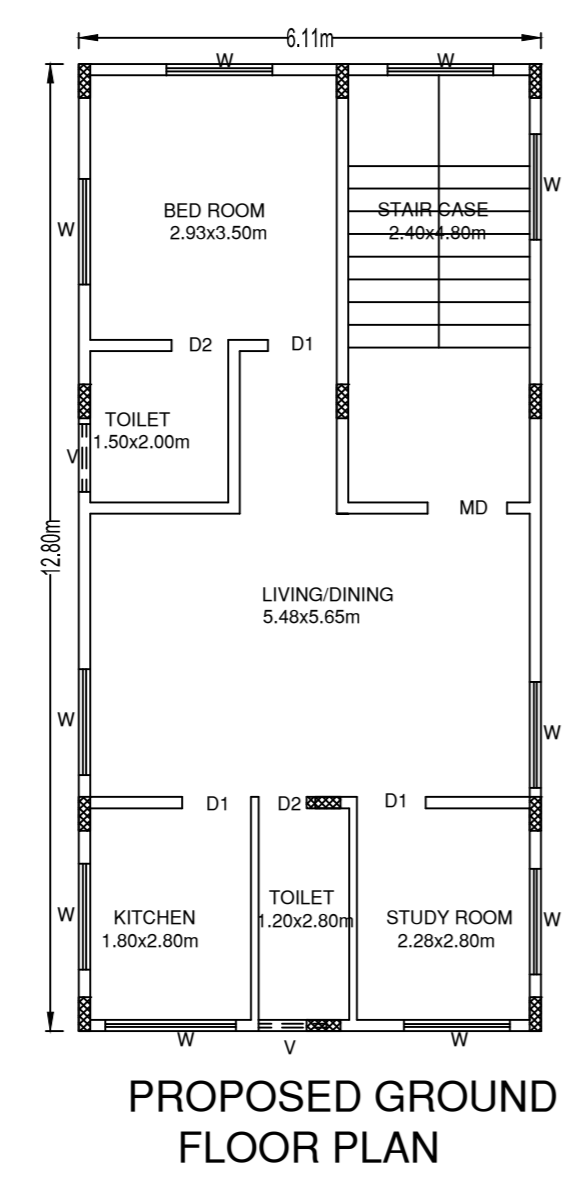 6.11m
W
W
W
BED ROOM
2.93x3.50m
STAIR CASE
2.40x4.80m
W
D2
D1
TOILET
1.50x2.00m
V
MD
12.80m
LIVING/DINING
5.48x5.65m
W
W
D1
D2
D1
TOILET
1.20x2.80m
W
KITCHEN
1.80x2.80m
STUDY ROOM
2.28x2.80m
W
W
V
W
PROPOSED GROUND
FLOOR PLAN